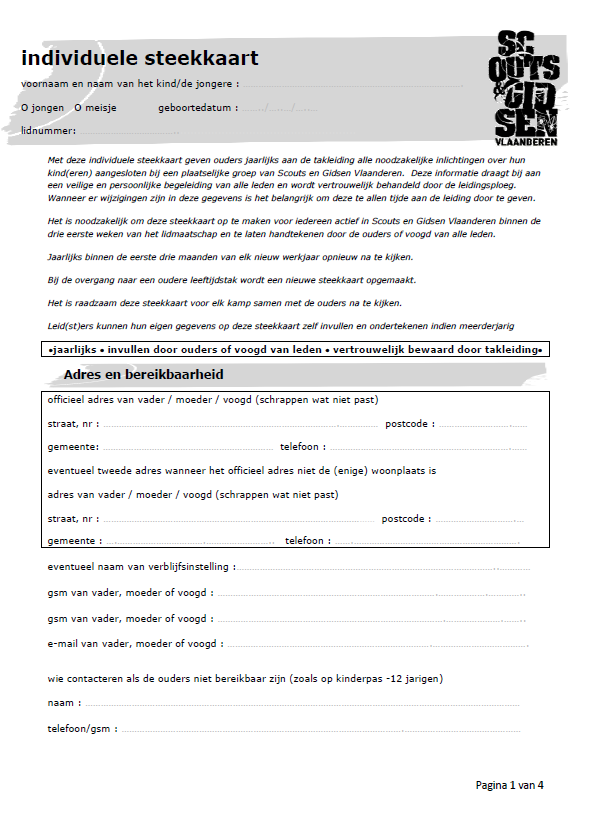 individuele steekkaart
voornaam en naam van het kind/de jongere : ............................................................
O jongen O meisje geboortedatum : ....../....../......
lidnummer: ..............................
SC
OUTS
&GID
SEN
VLAANDEREN
Met deze individuele steekkaart geven ouders jaarlijks aan de takleiding alle noodzakelijke inlichtingen over hun
kind(eren) aangesloten bij een plaatselijke groep van Scouts en Gidsen Vlaanderen. Deze informatie draagt bij aan
een veilige en persoonlijke begeleiding van alle leden en wordt vertrouwelijk behandeld door de leidingsploeg.
Wanneer er wijzigingen zijn in deze gegevens is het belangrijk om deze te allen tijde aan de leiding door te geven.
Het is noodzakelijk om deze steekkaart op te maken voor iedereen actief in Scouts en Gidsen Vlaanderen binnen de
drie eerste weken van het lidmaatschap en te laten handtekenen door de ouders of voogd van alle leden.
Jaarlijks binnen de eerste drie maanden van elk nieuw werkjaar opnieuw na te kijken.
Bij de overgang naar een oudere leeftijdstak wordt een nieuwe steekkaart opgemaakt.
Het is raadzaam deze steekkaart voor elk kamp samen met de ouders na te kijken.
Leid(st)ers kunnen hun eigen gegevens op deze steekkaart zelf invullen en ondertekenen indien meerderjarig
•jaarlijks • invullen door ouders of voogd van leden • vertrouwelijk bewaard door takleiding•
Adres en bereikbaarheid
officieel adres van vader / moeder / voogd (schrappen wat niet past)
straat, nr : .................................................. postcode : ....................
gemeente: .............................. telefoon : ..............................
eventueel tweede adres wanneer het officieel adres niet de (enige) woonplaats is
adres van vader / moeder / voogd (schrappen wat niet past)
straat, nr : .................................................. postcode : ....................
gemeente : .............................. telefoon : ..............................
eventueel naam van verblijfsinstelling :..................................................
gsm van vader, moeder of voogd : ..................................................
gsm van vader, moeder of voogd : ..................................................
e-mail van vader, moeder of voogd : ..................................................
wie contacteren als de ouders niet bereikbaar zijn (zoals op kinderpas -12 jarigen)
naam : ............................................................
telefoon/gsm : ............................................................
Pagina 1 van 4